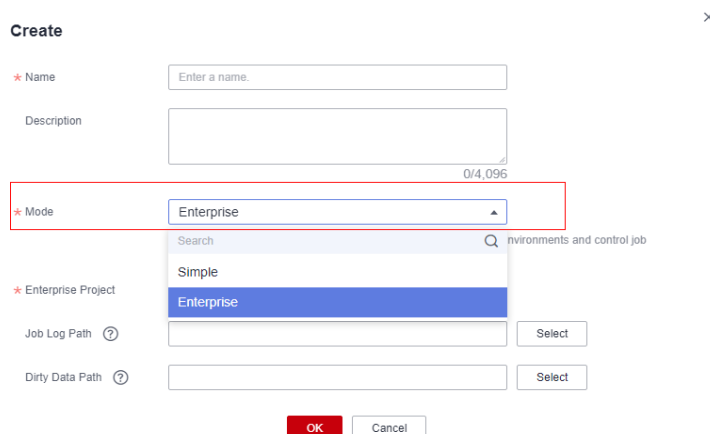 Create
* Name Enter a name.
Description
0/4,096
* Mode Enterprise
Search nvironments and control job
Simple
* Enterprise Project
Enterprise
Job Log Path ? Select
Dirty Data Path ? Select
OK Cancel